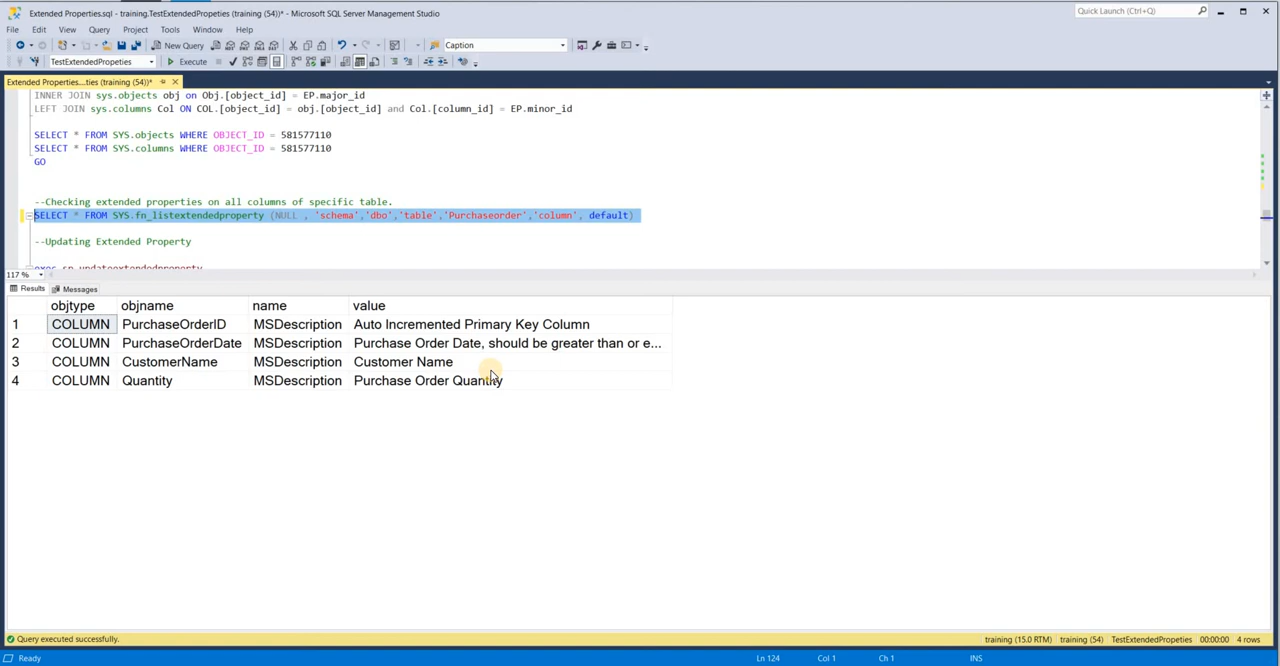 Extended Properties.sql - training.TestExtendedPropeties (training (54))* - Microsoft SQL Server Management Studio
Quick Launch (Ctrl+Q)
File Edit View Query Project Tools Window Help
New Query
Caption
TestExtendedPropeties
Execute
Extended Properties....ties (training (54))*
INNER JOIN sys.objects obj on Obj.[object_id] = EP.major_id
LEFT JOIN sys.columns Col ON COL.[object_id] = obj.[object_id] and Col.[column_id] = EP.minor_id
SELECT * FROM SYS.objects WHERE OBJECT_ID = 581577110
SELECT * FROM SYS.columns WHERE OBJECT_ID = 581577110
GO
--Checking extended properties on all columns of specific table.
SELECT * FROM SYS.fn_listextendedproperty (NULL , 'schema','dbo','table','Purchaseorder','column', default)
--Updating Extended Property
exec sp_updateextendedproperty
117 %
Results Messages
objtype objname name value
1 COLUMN PurchaseOrderID MSDescription Auto Incremented Primary Key Column
2 COLUMN PurchaseOrderDate MSDescription Purchase Order Date, should be greater than or e...
3 COLUMN CustomerName MSDescription Customer Name
4 COLUMN Quantity MSDescription Purchase Order Quantity
Query executed successfully.
training (15.0 RTM) training (54) TestExtendedPropeties 00:00:00 4 rows
Ready
Ln 124 Col 1 Ch 1 INS